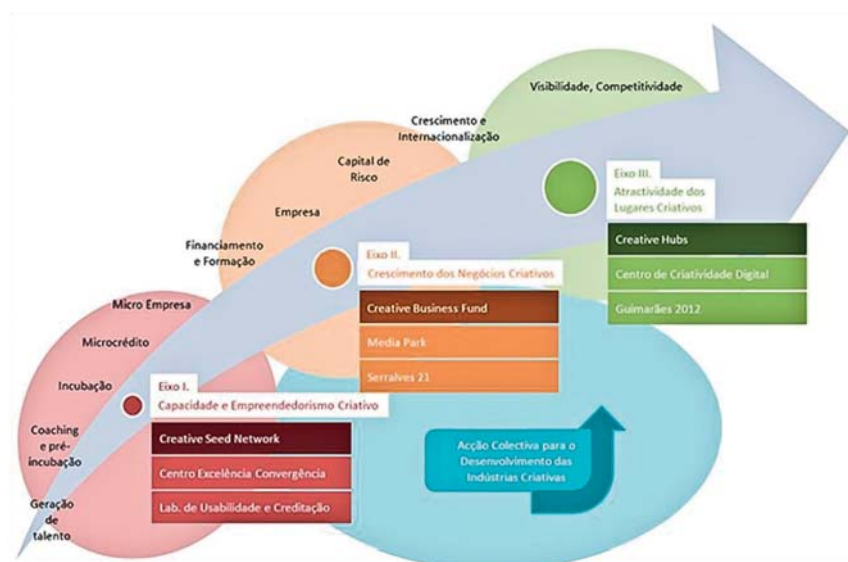 Visibilidade, Competitividade
Crescimento e
Internacionalização
Capital de
Risco
Empresa
Financiamento
e Formação
Micro Empresa
Microcrédito
Incubação
Coaching
e pré-
incubação
Geração
de
talento
Eixo III.
Atractividade dos
Lugares Criativos
Creative Hubs
Centro de Criatividade Digital
Guimarães 2012
Eixo II.
Crescimento dos Negócios Criativos
Creative Business Fund
Media Park
Serralves 21
Eixo I.
Capacidade e Empreendedorismo Criativo
Creative Seed Network
Centro Excelência Convergência
Lab. de Usabilidade e Creditação
Acção Colectiva para o
Desenvolvimento das
Indústrias Criativas